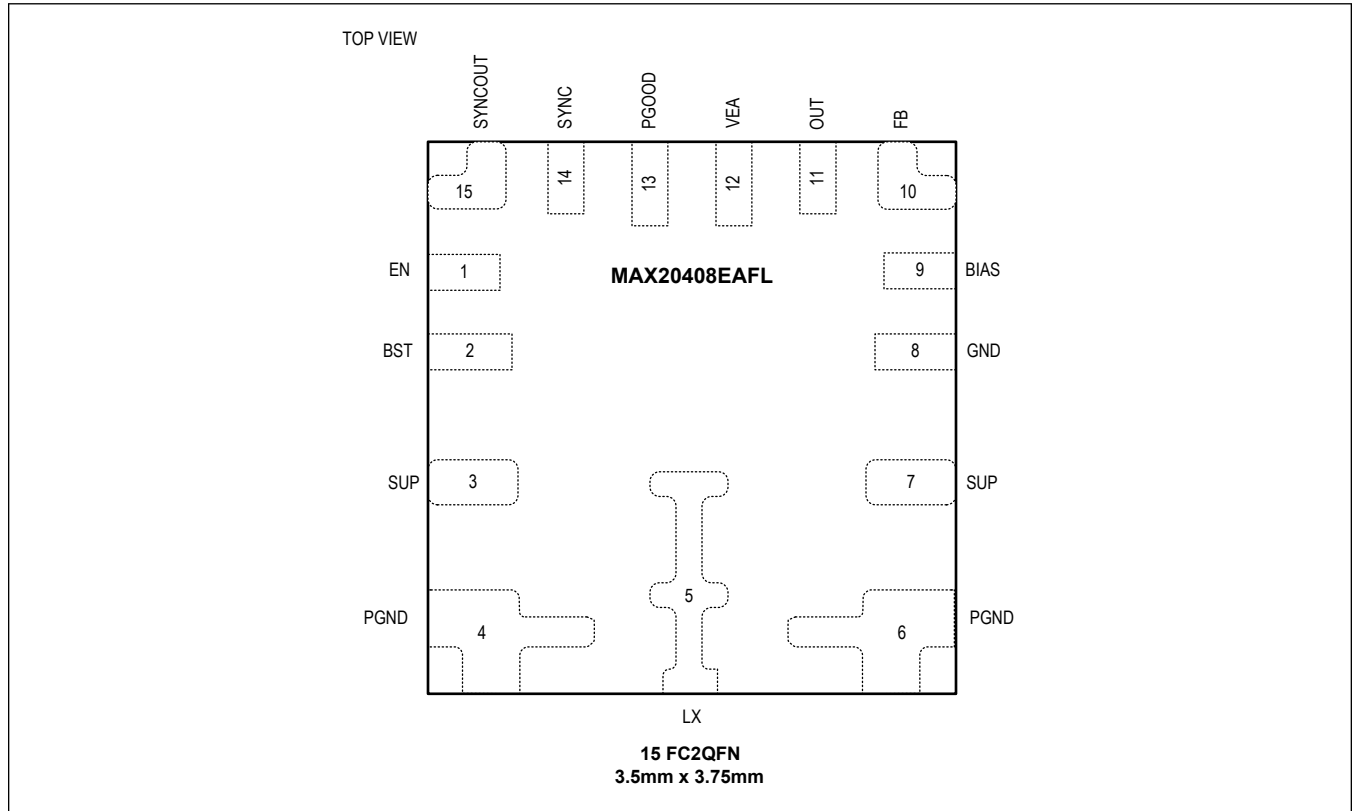 TOP VIEW
SYNCOUT
SYNC
PGOOD
VEA
OUT
FB
15
14
13
12
11
10
EN
1
MAX20408EAFL
9
BIAS
BST
2
8
GND
SUP
3
7
SUP
PGND
4
5
6
PGND
LX
15 FC2QFN
3.5mm x 3.75mm